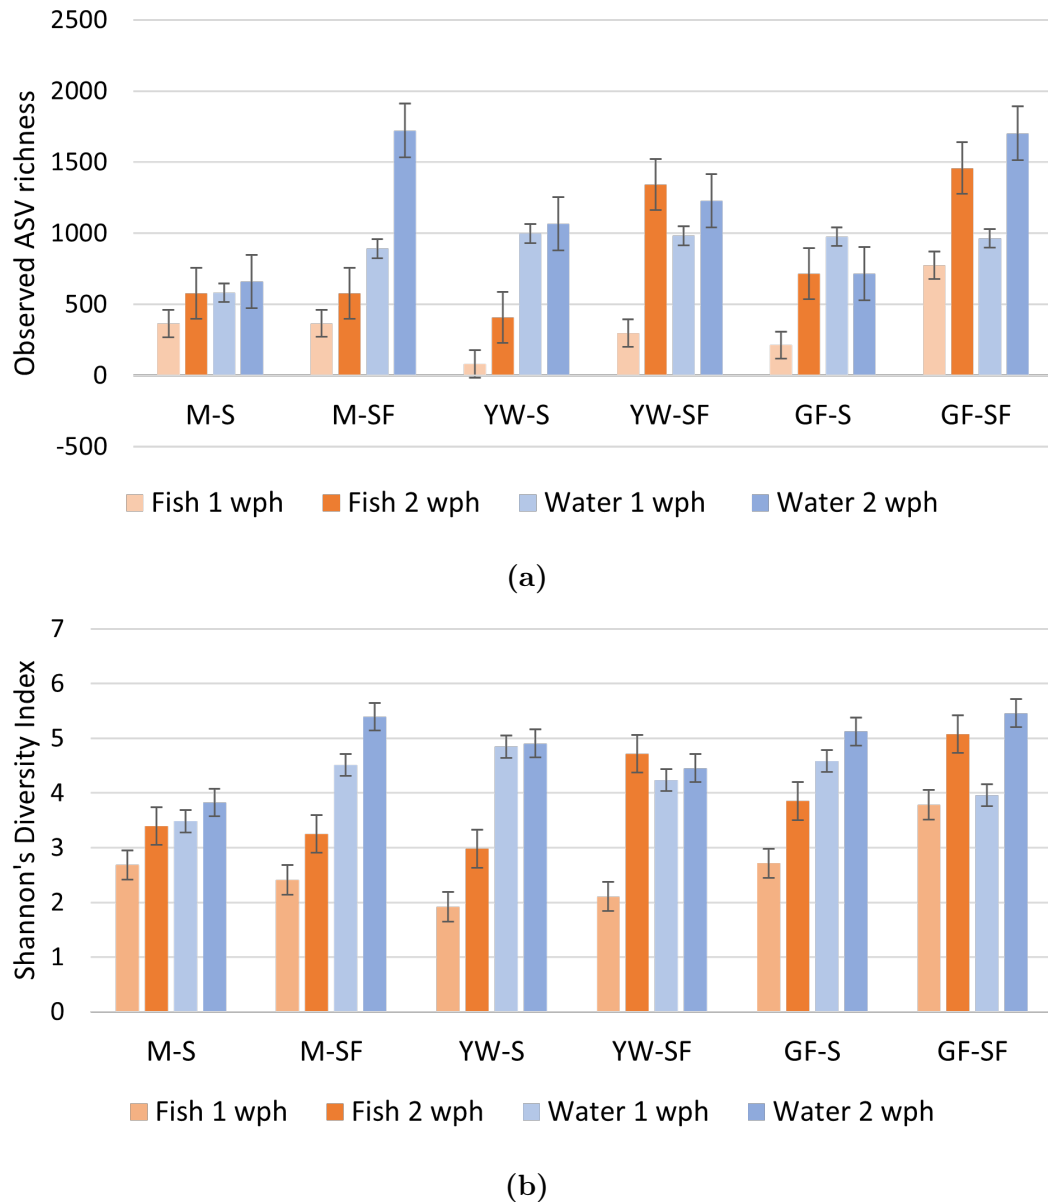 2500
2000
1500
1000
500
0
-500
Observed ASV richness
M-S M-SF YW-S YW-SF GF-S GF-SF
Fish 1 wph Fish 2 wph Water 1 wph Water 2 wph
(a)
7
6
5
4
3
2
1
0
Shannon's Diversity Index
M-S M-SF YW-S YW-SF GF-S GF-SF
Fish 1 wph Fish 2 wph Water 1 wph Water 2 wph
(b)